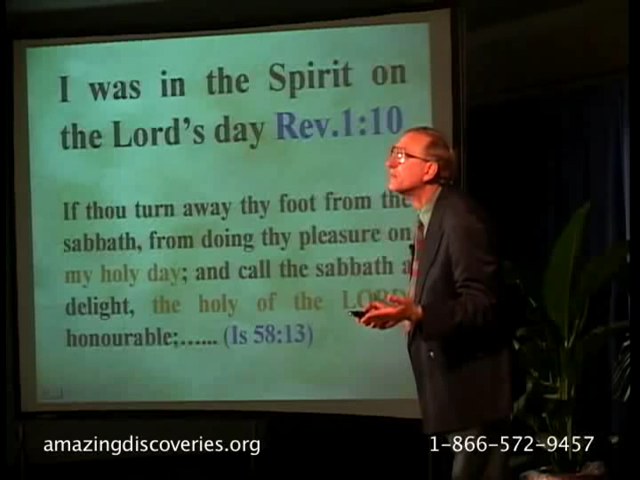 I was in the Spirit on
the Lord's day Rev.1:10
If thou turn away thy foot from the
sabbath, from doing thy pleasure on
my holy day; and call the sabbath a
delight, the holy of the LORD
honourable;...... (Is 58:13)
amazingdiscoveries.org
1-866-572-9457